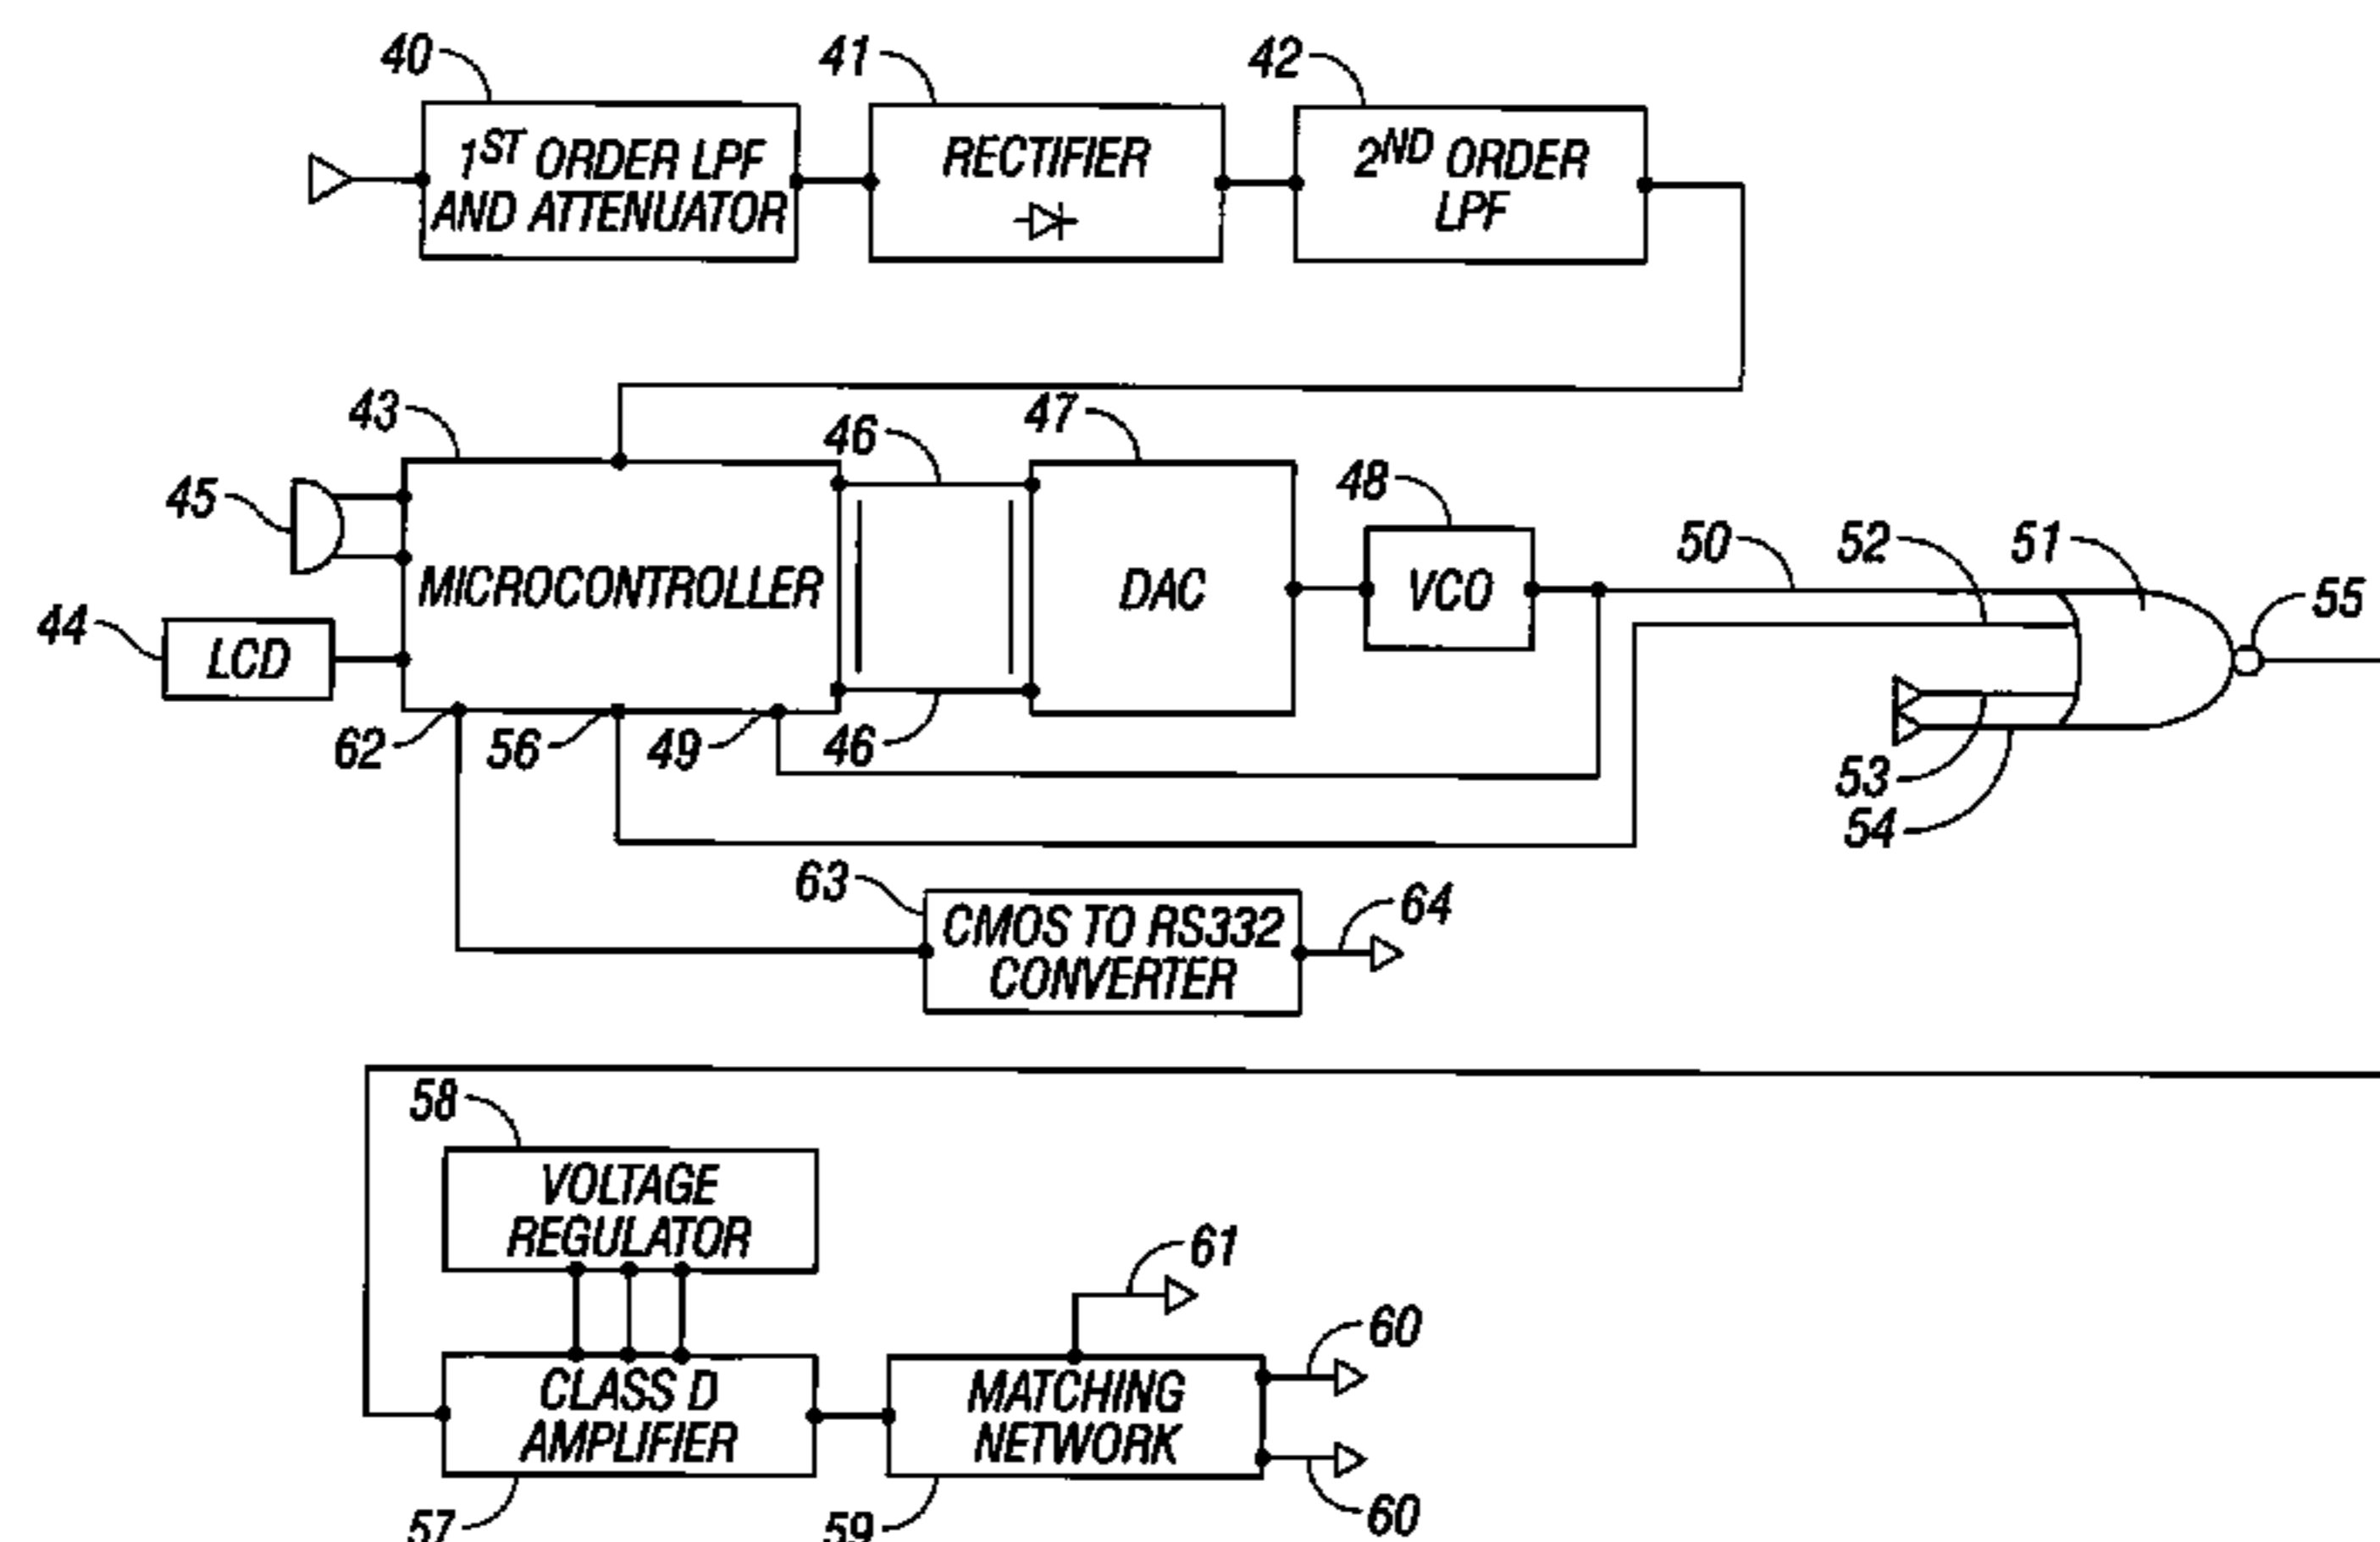 40
41
42
1ST ORDER LPF
AND ATTENUATOR
RECTIFIER
2ND ORDER
LPF
43
45
44
LCD
MICROCONTROLLER
46
46
47
DAC
48
VCO
50
52
51
55
53
54
62
56
49
63
CMOS TO RS332
CONVERTER
64
58
VOLTAGE
REGULATOR
61
60
CLASS D
AMPLIFIER
MATCHING
NETWORK
60
57
59